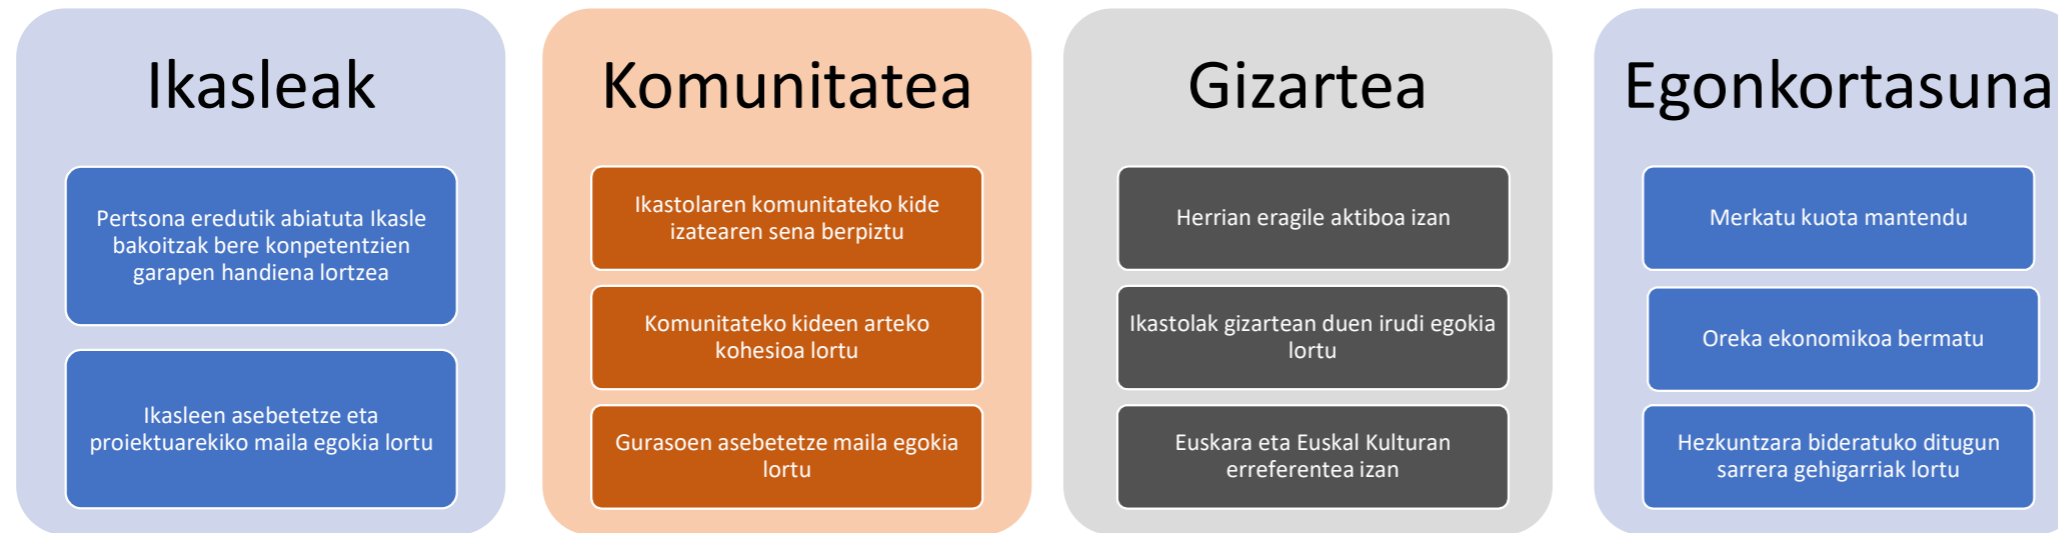 Ikasleak
Pertsona eredutik abiatuta Ikasle
bakoitzak bere konpetentzien
garapen handiena lortzea
Ikasleen asebetetze eta
proiektuarekiko maila egokia lortu
Komunitatea
Ikastolaren komunitateko kide
izatearen sena berpiztu
Komunitateko kideen arteko
kohesioa lortu
Gurasoen asebetetze maila egokia
lortu
Gizartea
Herrian eragile aktiboa izan
Ikastolak gizartean duen irudi egokia
lortu
Euskara eta Euskal Kulturan
erreferentea izan
Egonkortasuna
Merkatu kuota mantendu
Oreka ekonomikoa bermatu
Hezkuntzara bideratuko ditugun
sarrera gehigarriak lortu